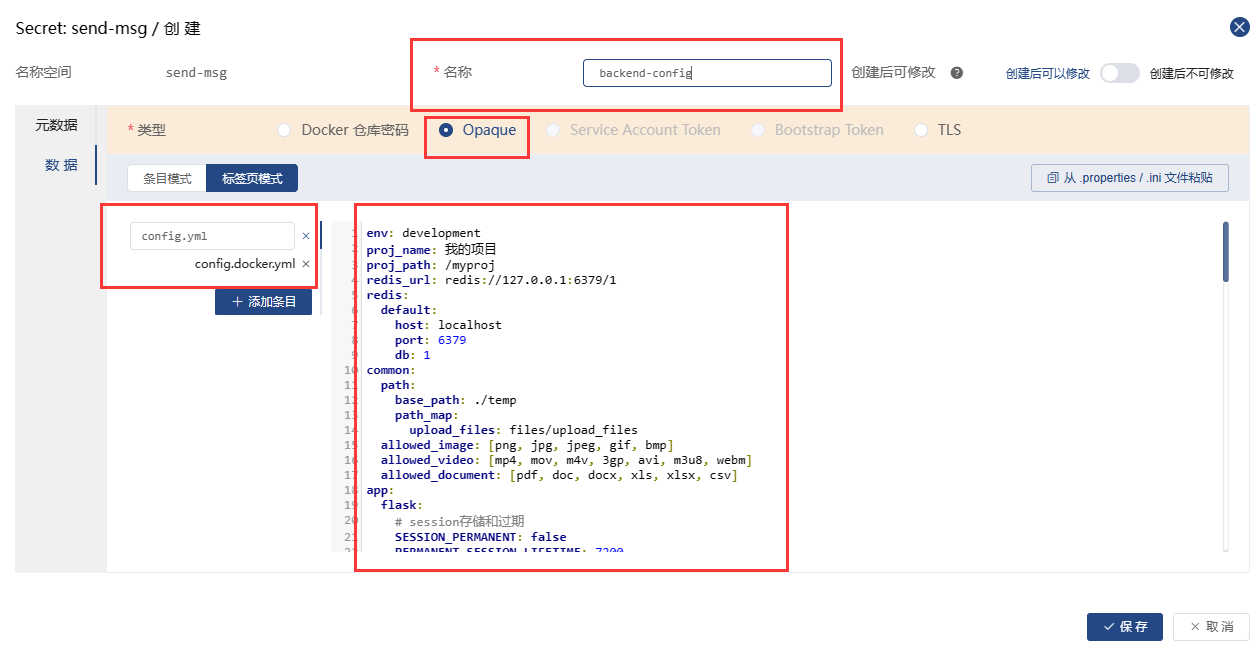 Secret: send-msg / 创 建
名称空间 send-msg * 名称 backend-config 创建后可修改 ? 创建后可以修改 创建后不可修改
元数据
数 据
* 类型 Docker 仓库密码 Opaque Service Account Token Bootstrap Token TLS
条目模式 标签页模式 从 .properties / .ini 文件粘贴
config.yml ×
config.docker.yml ×
+ 添加条目
1 env: development
2 proj_name: 我的项目
3 proj_path: /myproj
4 redis_url: redis://127.0.0.1:6379/1
5 redis:
6 default:
7 host: localhost
8 port: 6379
9 db: 1
10 common:
11 path:
12 base_path: ./temp
13 path_map:
14 upload_files: files/upload_files
15 allowed_image: [png, jpg, jpeg, gif, bmp]
16 allowed_video: [mp4, mov, m4v, 3gp, avi, m3u8, webm]
17 allowed_document: [pdf, doc, docx, xls, xlsx, csv]
18 app:
19 flask:
20 # session存储和过期
21 SESSION_PERMANENT: false
22 PERMANENT_SESSION_LIFETIME: 7200
保 存 × 取 消